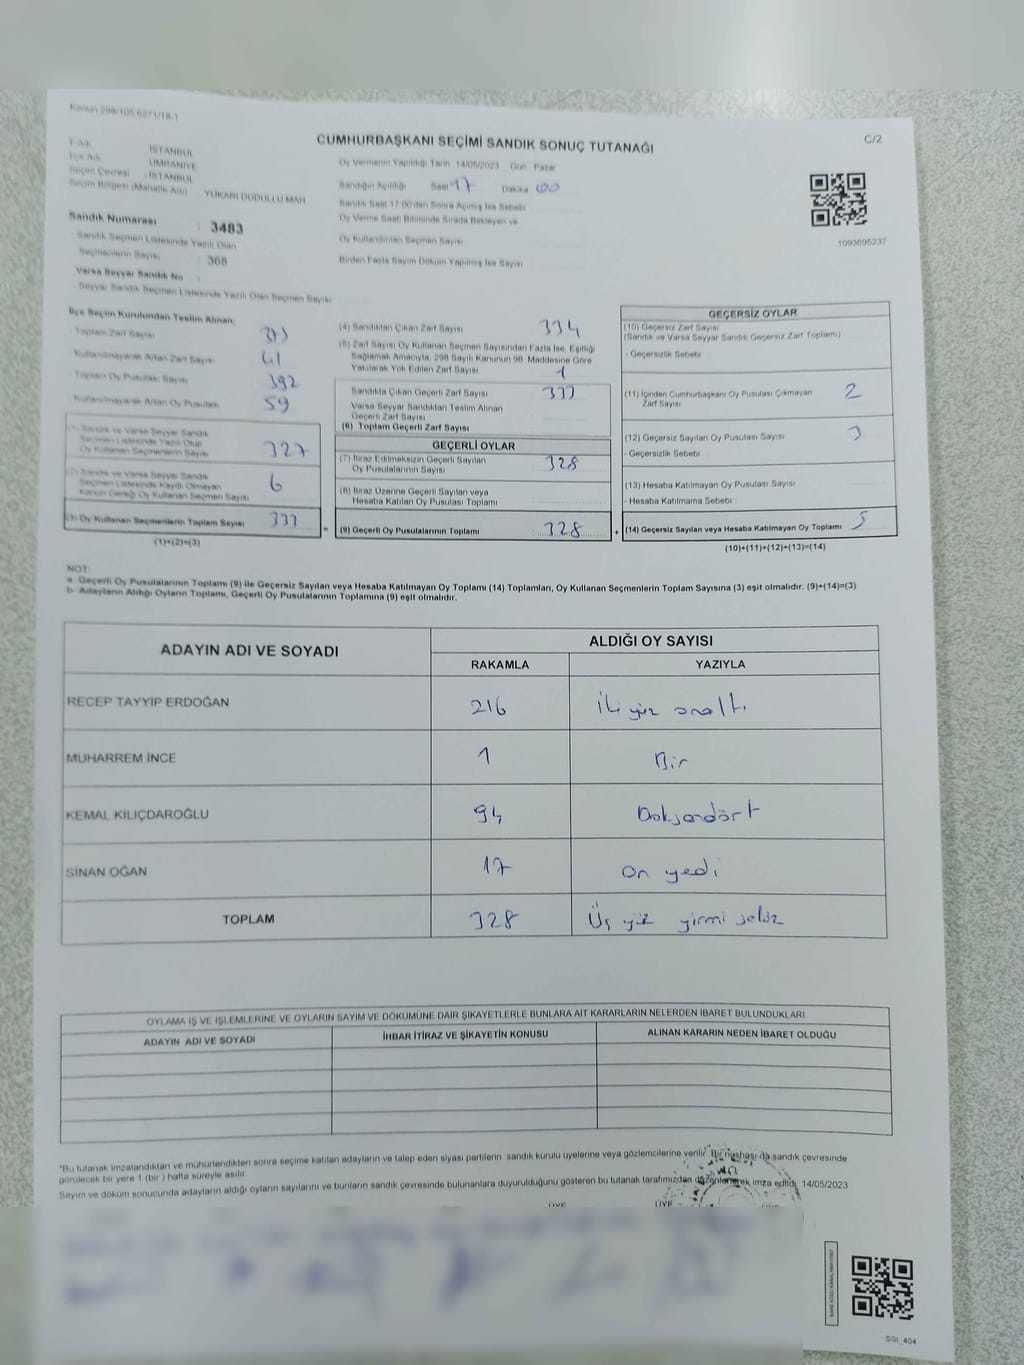 Kanun 298/105/6271/18.1
CUMHURBAŞKANI SEÇİMİ SANDIK SONUÇ TUTANAĞI
C/2
İl Adı : İSTANBUL
İlçe Adı : ÜMRANİYE
Seçim Çevresi : İSTANBUL
Seçim Bölgesi (Mahalle Adı) YUKARI DUDULLU MAH
Sandık Numarası : 3483
Sandık Seçmen Listesinde Yazılı Olan
Seçmenlerin Sayısı : 368
Varsa Seyyar Sandık No :
Seyyar Sandık Seçmen Listesinde Yazılı Olan Seçmen Sayısı
Oy Vermenin Yapıldığı Tarih 14/05/2023 Gün Pazar
Sandığın Açıldığı Saat 17 Dakika 00
Sandık Saat 17:00'den Sonra Açılmış İse Sebebi
Oy Verme Saati Bitiminde Sırada Bekleyen ve
Oy Kullandırılan Seçmen Sayısı
Birden Fazla Sayım Döküm Yapılmış İse Sayısı
1093695237
İlçe Seçim Kurulundan Teslim Alınan;
Toplam Zarf Sayısı
Kullanılmayarak Artan Zarf Sayısı 61
Toplam Oy Pusulası Sayısı 392
Kullanılmayarak Artan Oy Pusulası 59
(1) Sandık ve Varsa Seyyar Sandık
Seçmen Listesinde Yazılı Olup
Oy Kullanan Seçmenlerin Sayısı 327
(2) Sandık ve Varsa Seyyar Sandık
Seçmen Listesinde Kayıtlı Olmayan
Kanun Gereği Oy Kullanan Seçmen Sayısı 6
(3) Oy Kullanan Seçmenlerin Toplam Sayısı 333
(1)+(2)=(3)
(4) Sandıktan Çıkan Zarf Sayısı 334
(5) Zarf Sayısı Oy Kullanan Seçmen Sayısından Fazla İse, Eşitliği
Sağlamak Amacıyla, 298 Sayılı Kanunun 98. Maddesine Göre
Yakılarak Yok Edilen Zarf Sayısı 1
Sandıkta Çıkan Geçerli Zarf Sayısı 333
Varsa Seyyar Sandıktan Teslim Alınan
Geçerli Zarf Sayısı
(6) Toplam Geçerli Zarf Sayısı
GEÇERLİ OYLAR
(7) İtiraz Edilmeksizin Geçerli Sayılan
Oy Pusulalarının Sayısı 328
(8) İtiraz Üzerine Geçerli Sayılan veya
Hesaba Katılan Oy Pusulası Toplamı
(9) Geçerli Oy Pusulalarının Toplamı 328
GEÇERSİZ OYLAR
(10) Geçersiz Zarf Sayısı
(Sandık ve Varsa Seyyar Sandık Geçersiz Zarf Toplamı)
- Geçersizlik Sebebi
(11) İçinden Cumhurbaşkanı Oy Pusulası Çıkmayan
Zarf Sayısı 2
(12) Geçersiz Sayılan Oy Pusulası Sayısı 3
- Geçersizlik Sebebi
(13) Hesaba Katılmayan Oy Pusulası Sayısı
- Hesaba Katılmama Sebebi
(14) Geçersiz Sayılan veya Hesaba Katılmayan Oy Toplamı 5
(10)+(11)+(12)+(13)=(14)
NOT:
a- Geçerli Oy Pusulalarının Toplamı (9) ile Geçersiz Sayılan veya Hesaba Katılmayan Oy Toplamı (14) Toplamları, Oy Kullanan Seçmenlerin Toplam Sayısına (3) eşit olmalıdır. (9)+(14)=(3)
b- Adayların Aldığı Oyların Toplamı, Geçerli Oy Pusulalarının Toplamına (9) eşit olmalıdır.
ADAYIN ADI VE SOYADI
ALDIĞI OY SAYISI
RAKAMLA YAZIYLA
RECEP TAYYİP ERDOĞAN 216 İki yüz onaltı
MUHARREM İNCE 1 Bir
KEMAL KILIÇDAROĞLU 94 Doksandört
SİNAN OĞAN 17 On yedi
TOPLAM 328 Üç yüz yirmi sekiz
OYLAMA İŞ VE İŞLEMLERİNE VE OYLARIN SAYIM VE DÖKÜMÜNE DAİR ŞİKAYETLERLE BUNLARA AİT KARARLARIN NELERDEN İBARET BULUNDUKLARI
ADAYIN ADI VE SOYADI İHBAR İTİRAZ VE ŞİKAYETİN KONUSU ALINAN KARARIN NEDEN İBARET OLDUĞU
"Bu tutanak imzalandıktan ve mühürlendikten sonra seçime katılan adayların ve talep eden siyasi partilerin sandık kurulu üyelerine veya gözlemcilerine verilir. Bir nüshası da sandık çevresinde
görülecek bir yere 1 (bir) hafta süreyle asılır.
Sayım ve döküm sonucunda adayların aldığı oyların sayılarını ve bunların sandık çevresinde bulunanlara duyurulduğunu gösteren bu tutanak tarafımızdan düzenlenerek imza edildi. 14/05/2023
ÜYE ÜYE
SSI_404